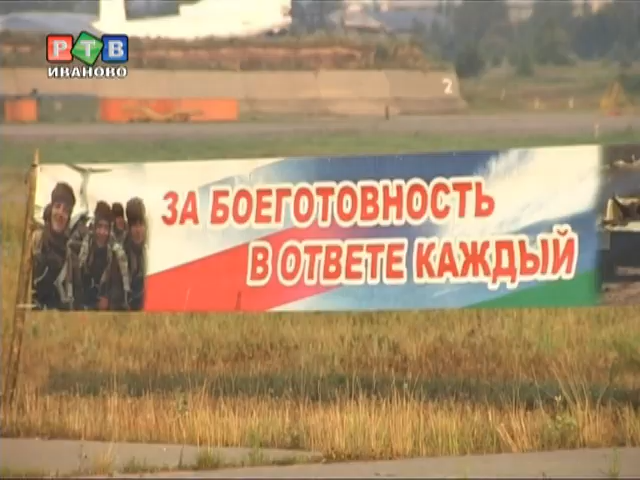 РТВ
ИВАНОВО
2
ЗА БОЕГОТОВНОСТЬ
В ОТВЕТЕ КАЖДЫЙ